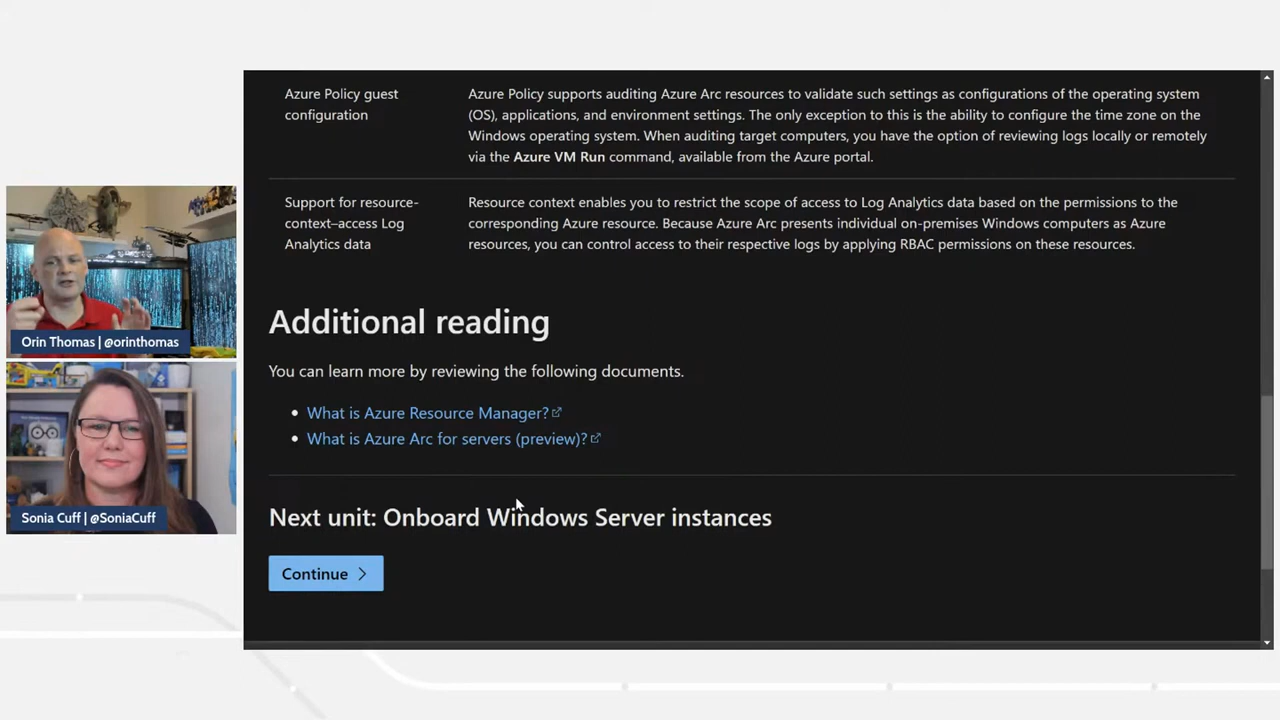 Azure Policy guest
configuration
Azure Policy supports auditing Azure Arc resources to validate such settings as configurations of the operating system
(OS), applications, and environment settings. The only exception to this is the ability to configure the time zone on the
Windows operating system. When auditing target computers, you have the option of reviewing logs locally or remotely
via the Azure VM Run command, available from the Azure portal.
Support for resource-
context–access Log
Analytics data
Resource context enables you to restrict the scope of access to Log Analytics data based on the permissions to the
corresponding Azure resource. Because Azure Arc presents individual on-premises Windows computers as Azure
resources, you can control access to their respective logs by applying RBAC permissions on these resources.
Additional reading
You can learn more by reviewing the following documents.
• What is Azure Resource Manager?
• What is Azure Arc for servers (preview)?
Next unit: Onboard Windows Server instances
Continue
Orin Thomas | @orinthomas
Sonia Cuff | @SoniaCuff